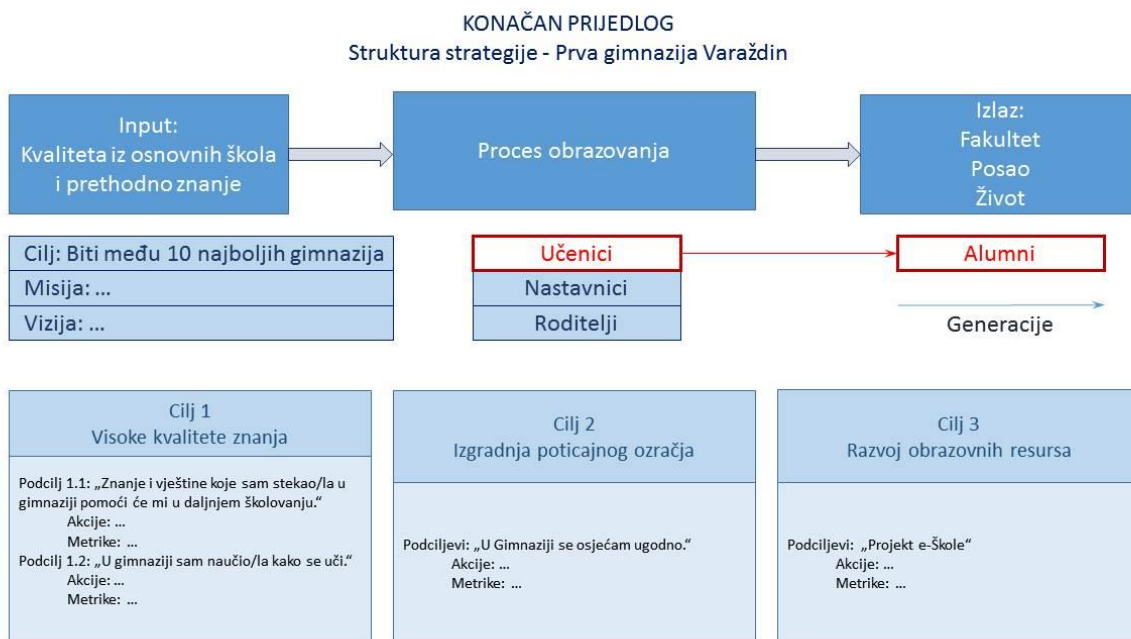 KONAČAN PRIJEDLOG
Struktura strategije - Prva gimnazija Varaždin
Input:
Kvaliteta iz osnovnih škola
i prethodno znanje
Proces obrazovanja
Izlaz:
Fakultet
Posao
Život
Cilj: Biti među 10 najboljih gimnazija
Misija: ...
Vizija: ...
Učenici
Nastavnici
Roditelji
Alumni
Generacije
Cilj 1
Visoke kvalitete znanja
Podcilj 1.1: „Znanje i vještine koje sam stekao/la u
gimnaziji pomoći će mi u daljnjem školovanju.“
Akcije: ...
Metrike: ...
Podcilj 1.2: „U gimnaziji sam naučio/la kako se uči.“
Akcije: ...
Metrike: ...
Cilj 2
Izgradnja poticajnog ozračja
Podciljevi: „U Gimnaziji se osjećam ugodno.“
Akcije: ...
Metrike: ...
Cilj 3
Razvoj obrazovnih resursa
Podciljevi: „Projekt e-Škole“
Akcije: ...
Metrike: ...